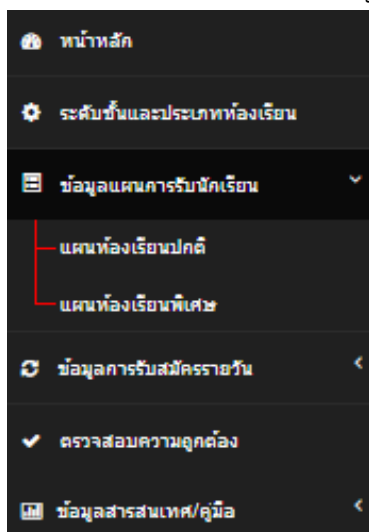 หน้าหลัก
ระดับชั้นและประเภทห้องเรียน
ข้อมูลแผนการรับนักเรียน
แผนห้องเรียนปกติ
แผนห้องเรียนพิเศษ
ข้อมูลการรับสมัครรายวัน
ตรวจสอบความถูกต้อง
ข้อมูลสารสนเทศ/คู่มือ